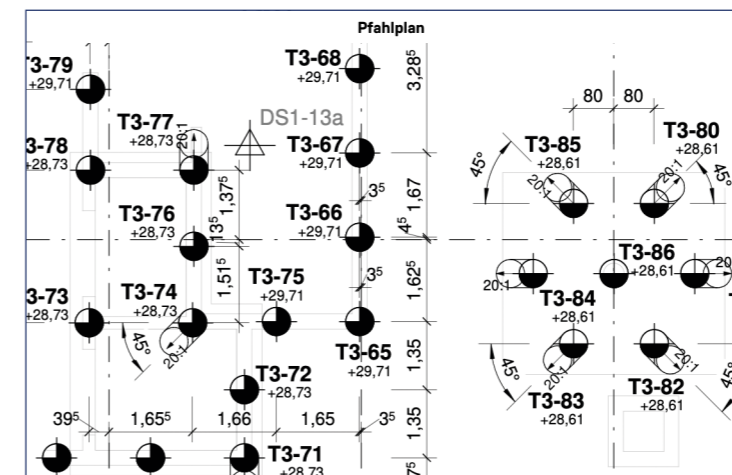 Pfahlplan
T3-68
+29,71
3,28⁵
T3-79
+29,71
DS1-13a
80
80
T3-77
+28,73
20:1
T3-67
+29,71
T3-85
+28,61
T3-80
+28,61
45°
20:1
20:1
45°
T3-78
+28,73
1,37⁵
3⁵
1,67
T3-76
+28,73
13⁵
T3-66
+29,71
4⁵
T3-86
+28,61
T3-75
+29,71
1,51⁵
3⁵
1,62⁵
20:1
T3-84
+28,61
T3-73
+28,73
T3-74
+28,73
45°
20:1
T3-65
+29,71
1,35
T3-72
+28,73
45°
20:1
20:1
45°
T3-83
+28,61
T3-82
+28,61
39⁵
1,65⁵
1,66
1,65
3⁵
1,35
T3-71
+28,73